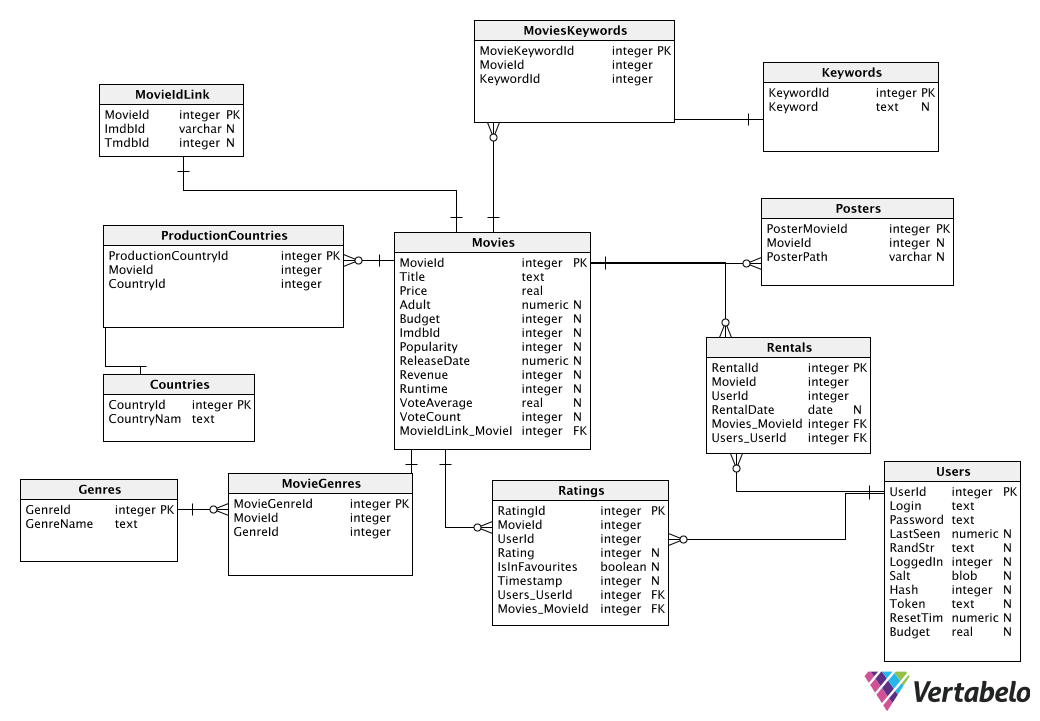 MoviesKeywords
MovieKeywordId integer PK
MovieId integer
KeywordId integer
Keywords
KeywordId integer PK
Keyword text N
MovieIdLink
MovieId integer PK
ImdbId varchar N
TmdbId integer N
Posters
PosterMovieId integer PK
MovieId integer N
PosterPath varchar N
ProductionCountries
ProductionCountryId integer PK
MovieId integer
CountryId integer
Movies
MovieId integer PK
Title text
Price real
Adult numeric N
Budget integer N
ImdbId integer N
Popularity integer N
ReleaseDate numeric N
Revenue integer N
Runtime integer N
VoteAverage real N
VoteCount integer N
MovieIdLink_MovieI integer FK
Rentals
RentalId integer PK
MovieId integer
UserId integer
RentalDate date N
Movies_MovieId integer FK
Users_UserId integer FK
Countries
CountryId integer PK
CountryNam text
Genres
GenreId integer PK
GenreName text
MovieGenres
MovieGenreId integer PK
MovieId integer
GenreId integer
Ratings
RatingId integer PK
MovieId integer
UserId integer
Rating integer N
IsInFavourites boolean N
Timestamp integer N
Users_UserId integer FK
Movies_MovieId integer FK
Users
UserId integer PK
Login text
Password text
LastSeen numeric N
RandStr text N
LoggedIn integer N
Salt blob N
Hash integer N
Token text N
ResetTim numeric N
Budget real N
Vertabelo